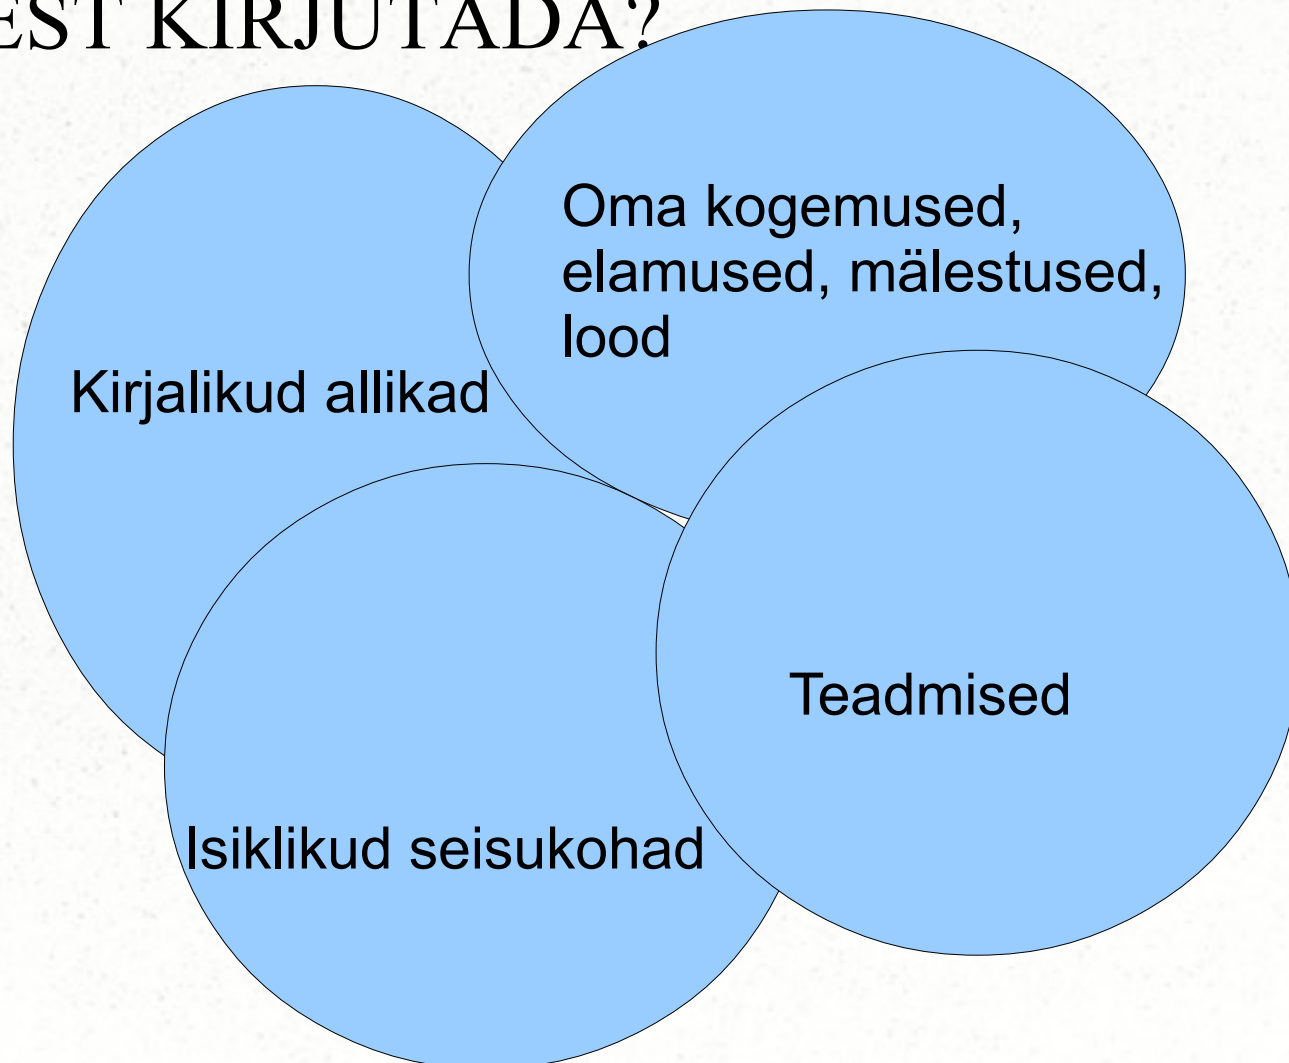 EST KIRJUTADA?
Oma kogemused,
elamused, mälestused,
lood
Kirjalikud allikad
Teadmised
Isiklikud seisukohad